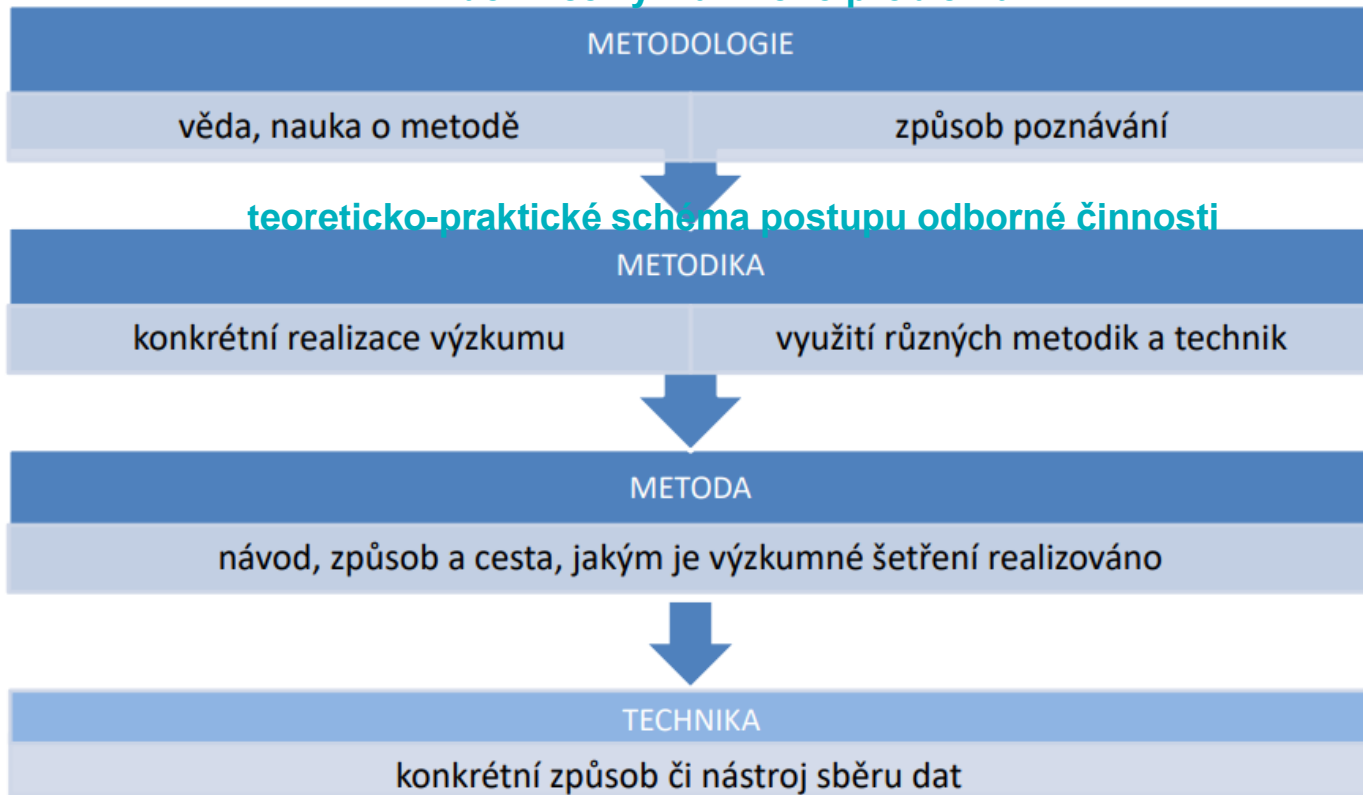 METODOLOGIE
věda, nauka o metodě
způsob poznávání
teoreticko-praktické schéma postupu odborné činnosti
METODIKA
konkrétní realizace výzkumu
využití různých metodik a technik
METODA
návod, způsob a cesta, jakým je výzkumné šetření realizováno
TECHNIKA
konkrétní způsob či nástroj sběru dat